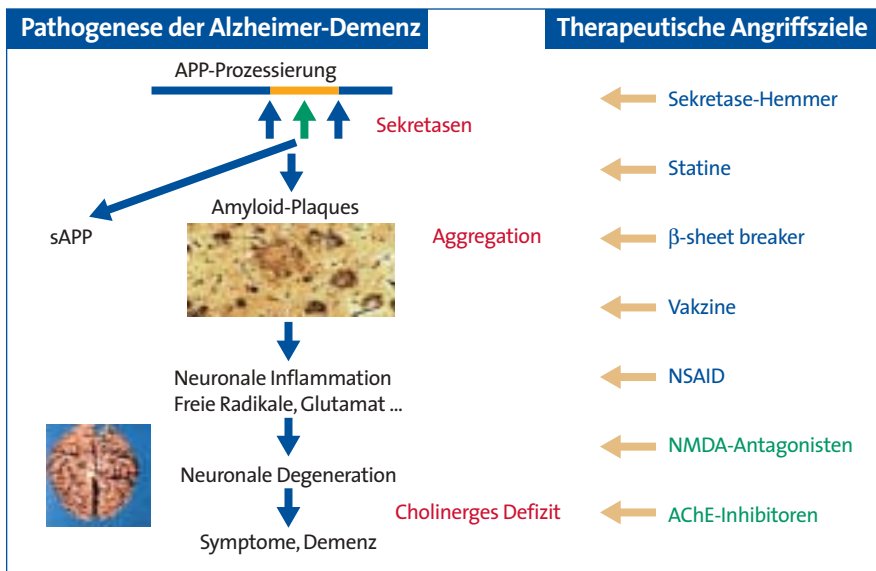 Pathogenese der Alzheimer-Demenz
Therapeutische Angriffsziele
APP-Prozessierung
Sekretasen
Sekretase-Hemmer
Statine
Amyloid-Plaques
sAPP
Aggregation
β-sheet breaker
Vakzine
Neuronale Inflammation
Freie Radikale, Glutamat ...
NSAID
NMDA-Antagonisten
Neuronale Degeneration
Cholinerges Defizit
AChE-Inhibitoren
Symptome, Demenz